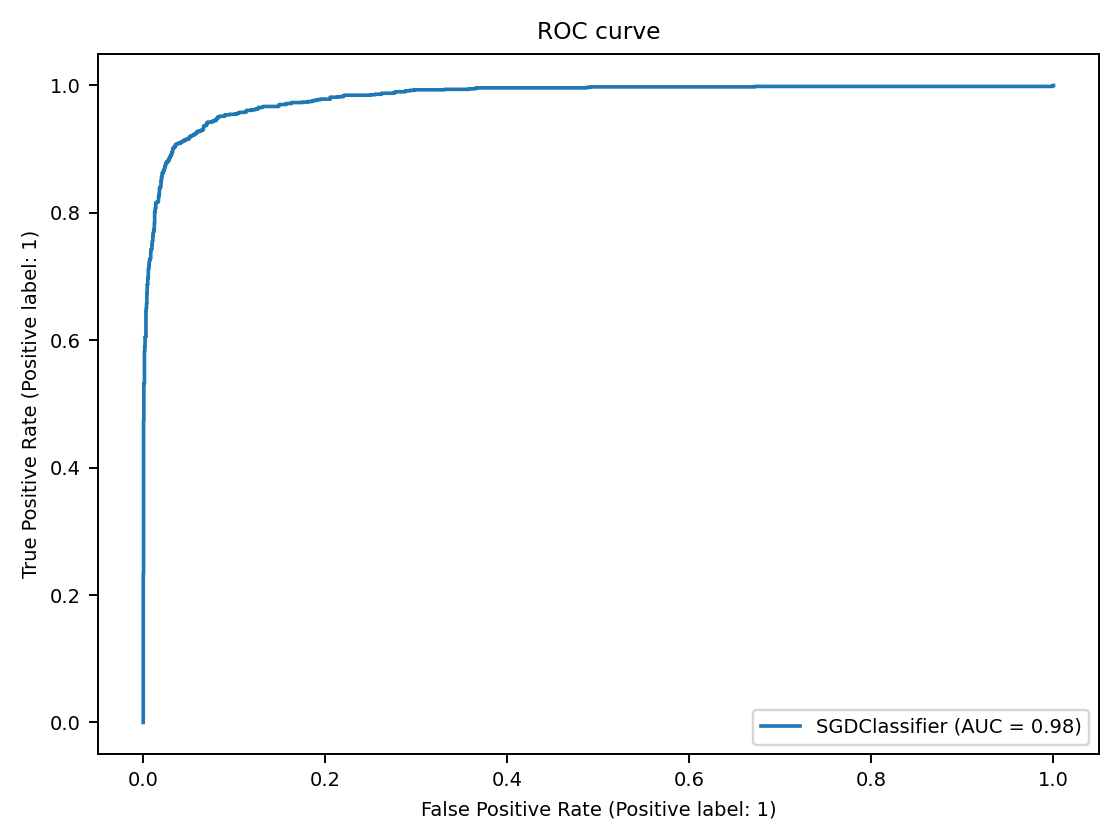 ROC curve
True Positive Rate (Positive label: 1)
1.0
0.8
0.6
0.4
0.2
0.0
SGDClassifier (AUC = 0.98)
0.0 0.2 0.4 0.6 0.8 1.0
False Positive Rate (Positive label: 1)